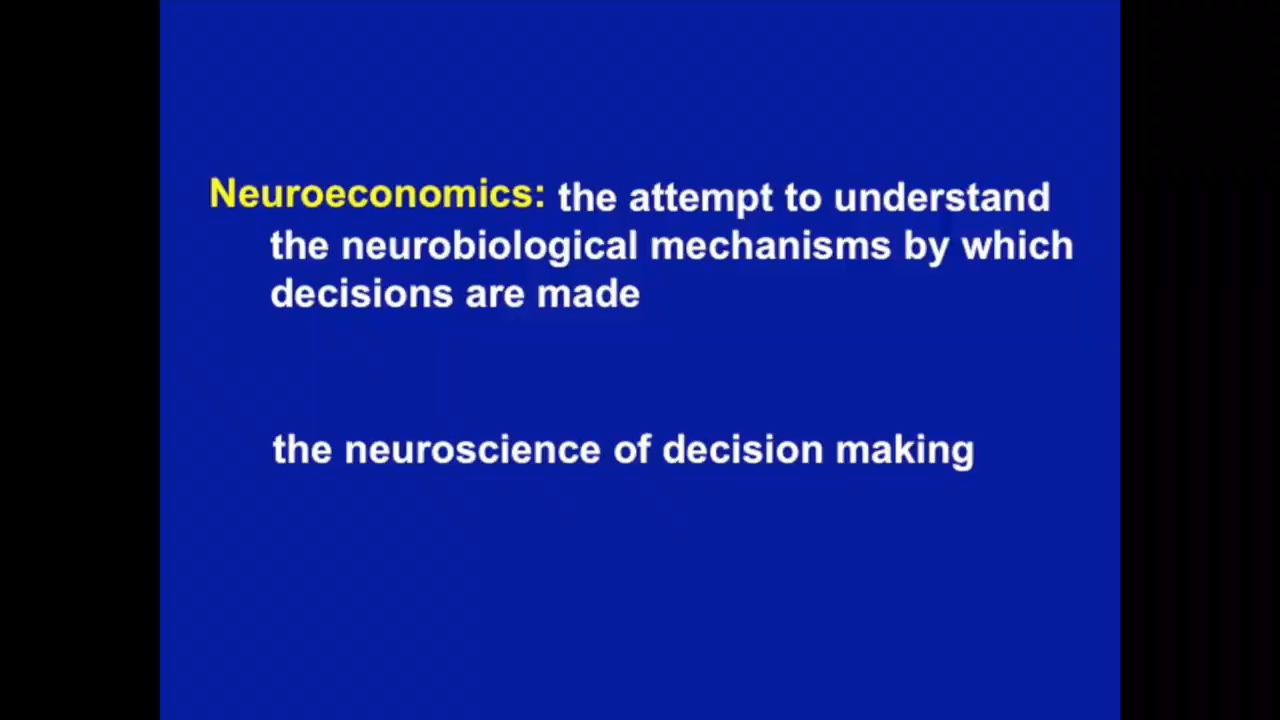 Neuroeconomics: the attempt to understand
the neurobiological mechanisms by which
decisions are made
the neuroscience of decision making